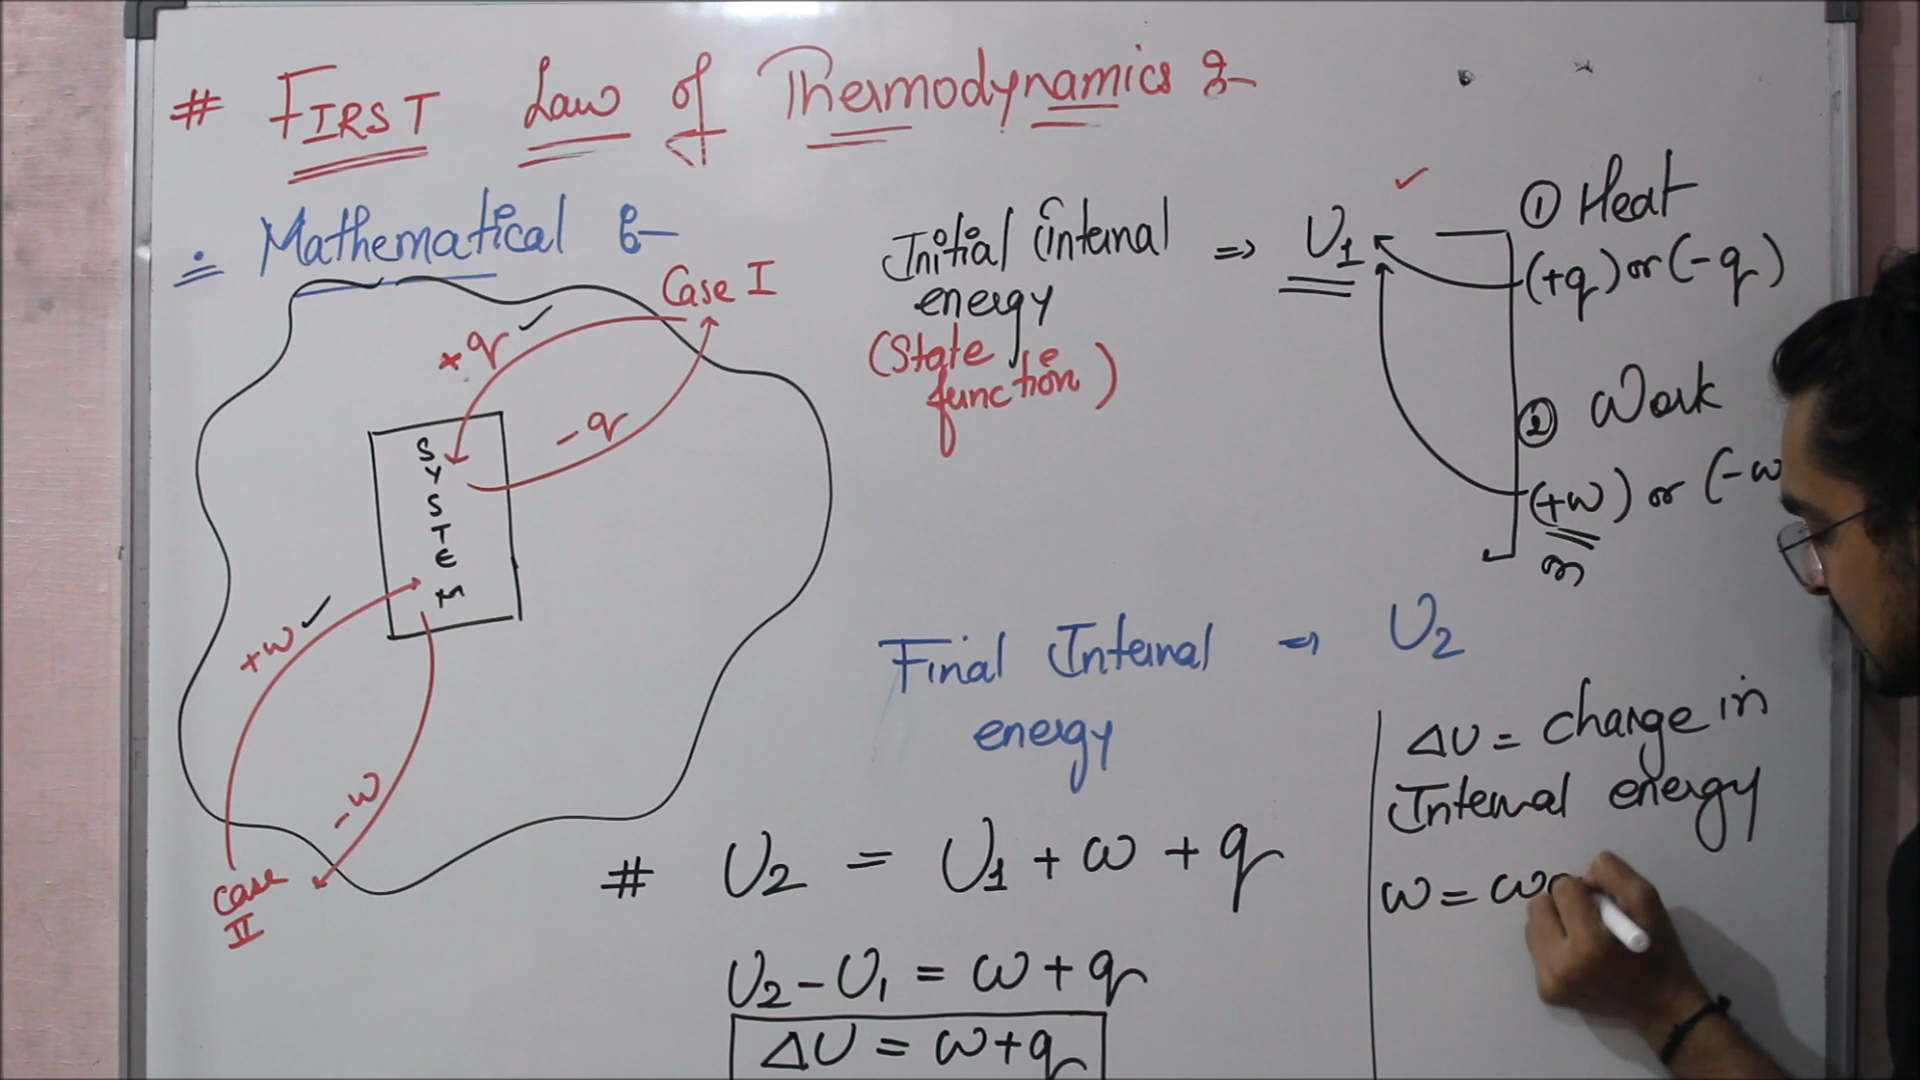 # FIRST Law of Thermodynamics :-
= Mathematical :-
Case I
+q ✓
-q
SYSTEM
+w ✓
-w
Case
II
Initial internal
energy
(State
function)
=> U₁ ✓
① Heat
(+q) or (-q)
② Work
(+w) or (-w
Final Internal
energy
=> U₂
# U₂ = U₁ + w + q
U₂ - U₁ = w + q
ΔU = w + q
ΔU = change in
Internal energy
w = wo